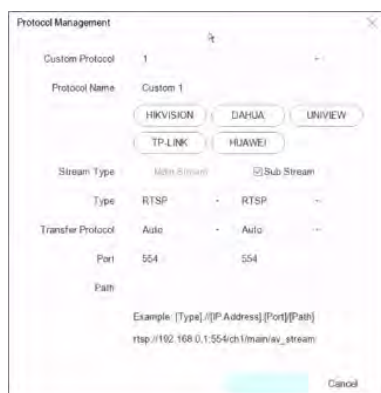 Protocol Management
Custom Protocol 1
Protocol Name Custom 1
HIKVISION DAHUA UNIVIEW
TP-LINK HUAWEI
Stream Type Main Stream Sub Stream
Type RTSP RTSP
Transfer Protocol Auto Auto
Port 554 554
Path
Example: [Type]://[IP Address]:[Port]/[Path]
rtsp://192.168.0.1:554/ch1/main/av_stream
Cancel